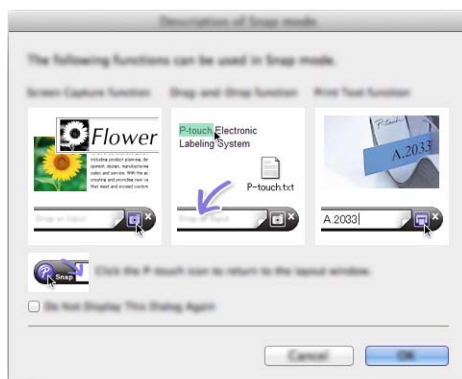 Description of Snap mode
The following functions can be used in Snap mode.
Screen Capture function
Drag-and-Drop function
Print Text function
Flower
P-touch Electronic
Labeling System
P-touch.txt
A.2033
A.2033
Snap
Click the P-touch icon to return to the layout window.
Do Not Display This Dialog Again
Cancel
OK